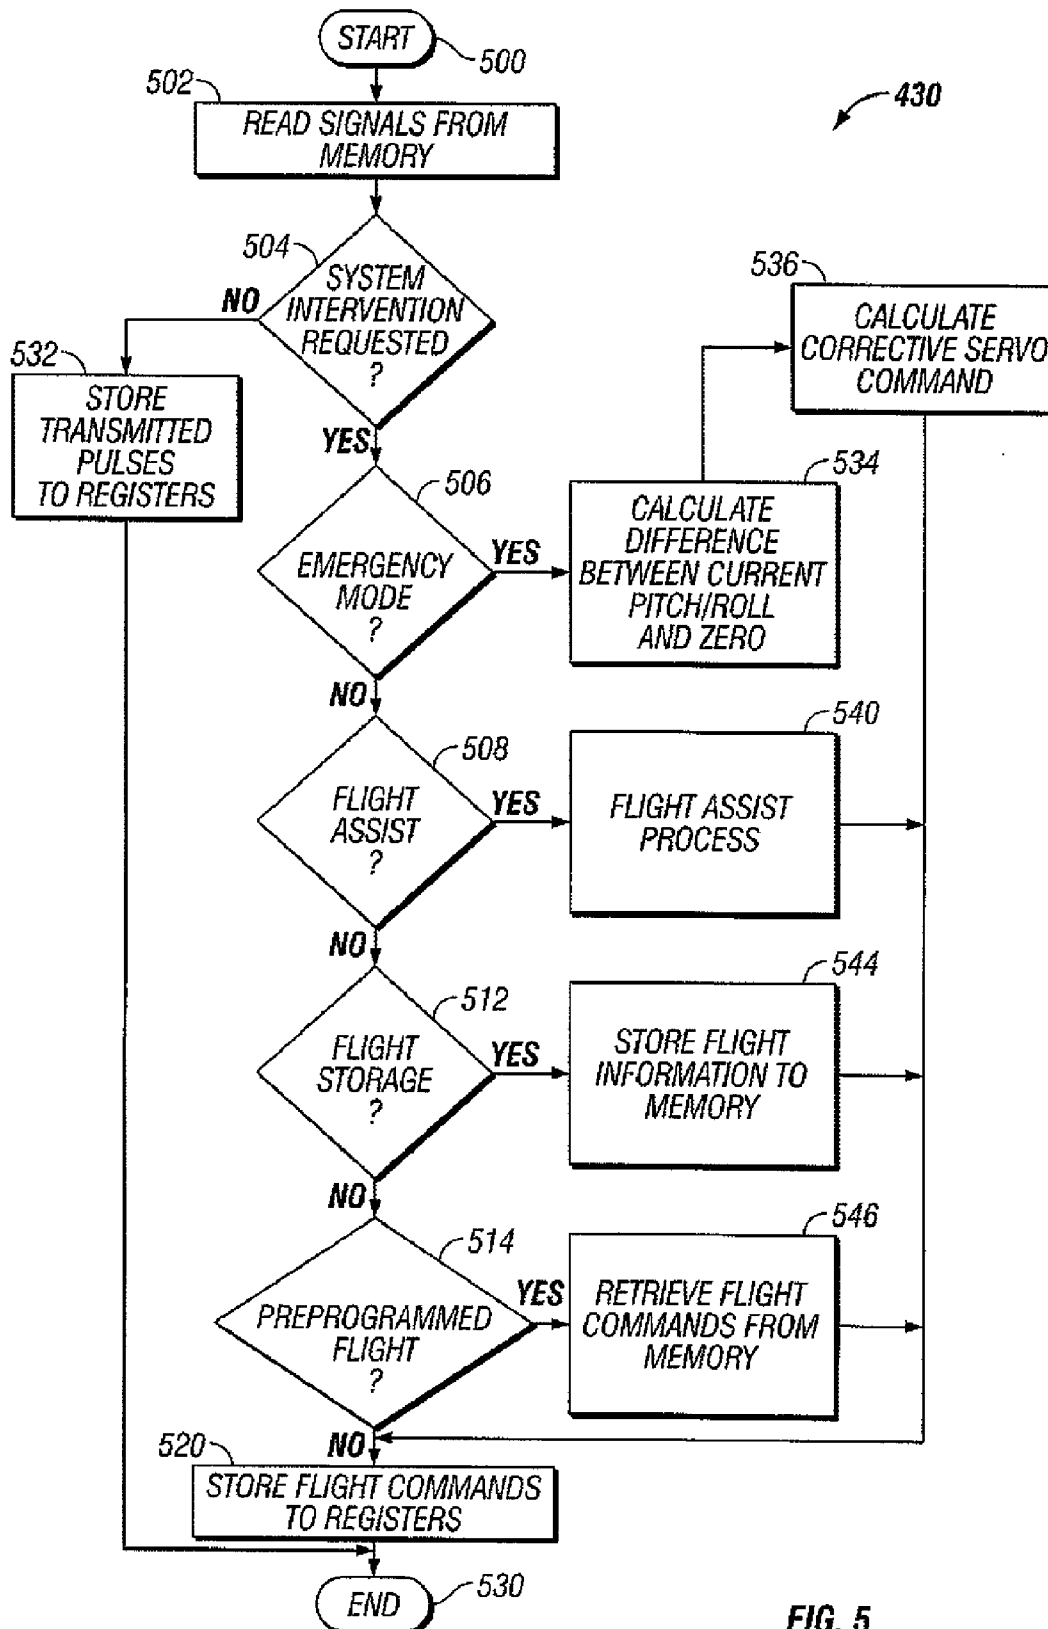 START
500
502
READ SIGNALS FROM
MEMORY
430
504
SYSTEM
INTERVENTION
REQUESTED
?
NO
YES
532
STORE
TRANSMITTED
PULSES
TO REGISTERS
536
CALCULATE
CORRECTIVE SERVO
COMMAND
506
EMERGENCY
MODE
?
YES
NO
534
CALCULATE
DIFFERENCE
BETWEEN CURRENT
PITCH/ROLL
AND ZERO
508
FLIGHT
ASSIST
?
YES
NO
540
FLIGHT ASSIST
PROCESS
512
FLIGHT
STORAGE
?
YES
NO
544
STORE FLIGHT
INFORMATION TO
MEMORY
514
PREPROGRAMMED
FLIGHT
?
YES
NO
546
RETRIEVE FLIGHT
COMMANDS FROM
MEMORY
520
STORE FLIGHT COMMANDS
TO REGISTERS
END
530
FIG. 5